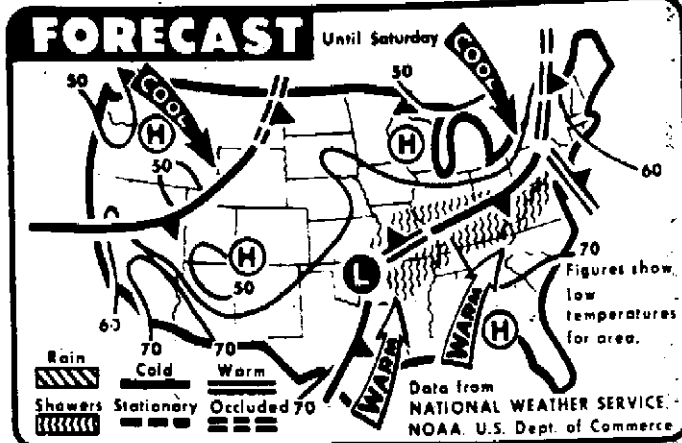 FORECAST
Until Saturday
50
COOL
H
50
COOL
H
50
60
H
50
L
WARM
WARM
H
70
Figures show
low
temperatures
for area.
60
70
70
70
Rain
Cold
Warm
Showers
Stationary
Occluded
Data from
NATIONAL WEATHER SERVICE,
NOAA, U.S. Dept. of Commerce